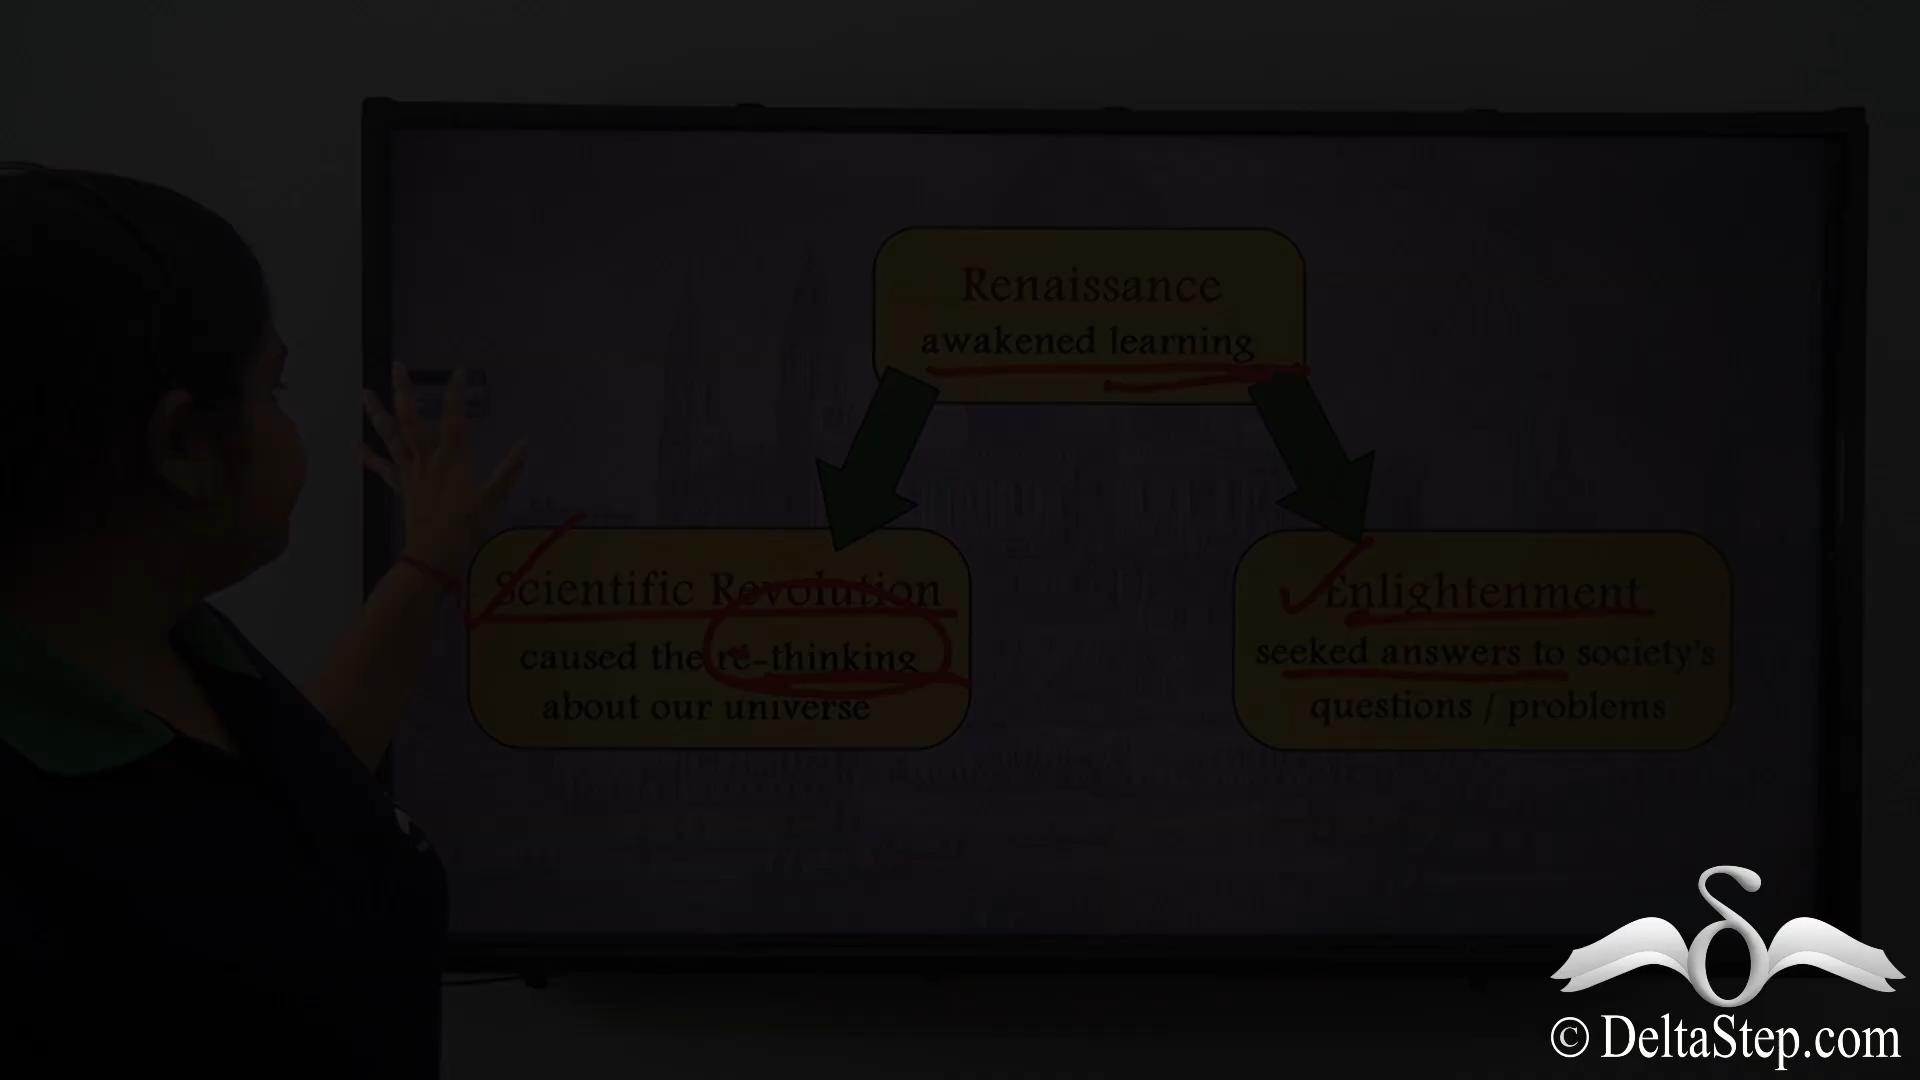 Renaissance
awakened learning
Scientific Revolution
caused the re-thinking
about our universe
Enlightenment
seeked answers to society's
questions / problems
© DeltaStep.com